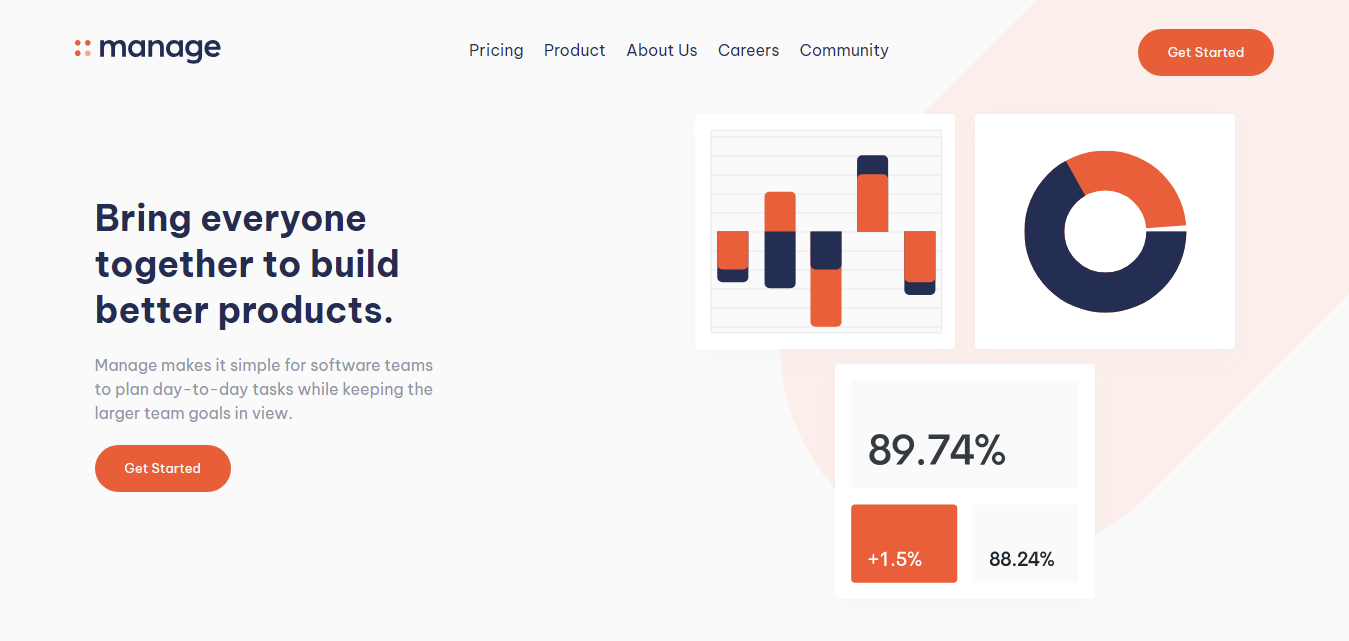 manage
Pricing Product About Us Careers Community
Get Started
Bring everyone
together to build
better products.
Manage makes it simple for software teams
to plan day-to-day tasks while keeping the
larger team goals in view.
Get Started
89.74%
+1.5%
88.24%